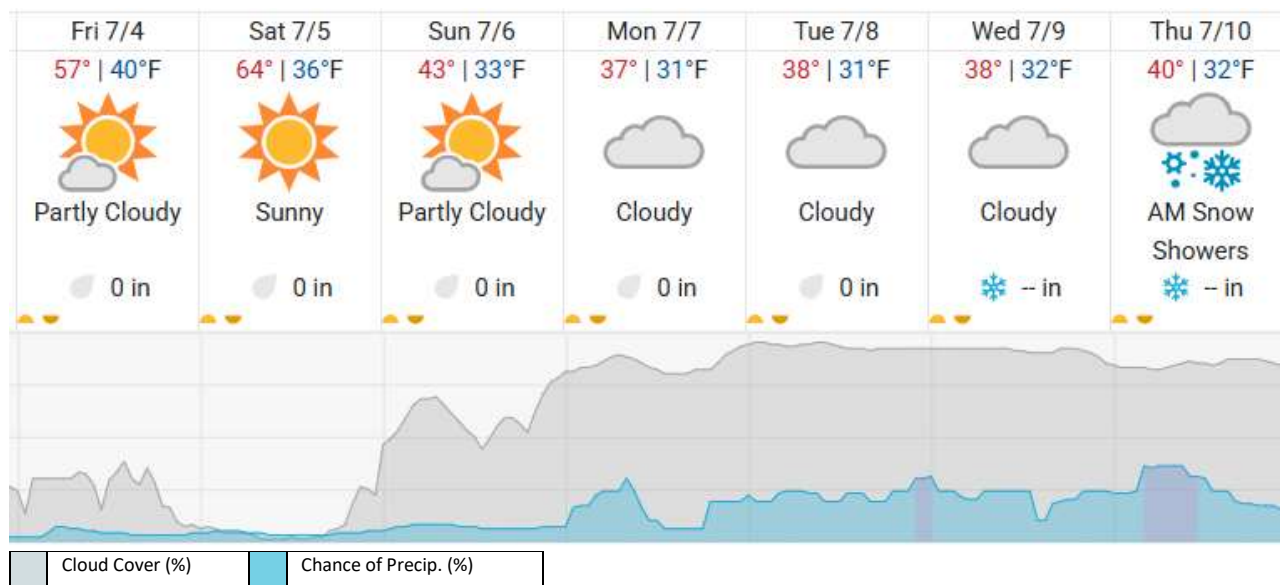 Fri 7/4 Sat 7/5 Sun 7/6 Mon 7/7 Tue 7/8 Wed 7/9 Thu 7/10
57° | 40°F 64° | 36°F 43° | 33°F 37° | 31°F 38° | 31°F 38° | 32°F 40° | 32°F
Partly Cloudy Sunny Partly Cloudy Cloudy Cloudy Cloudy AM Snow
Showers
0 in 0 in 0 in 0 in 0 in -- in -- in
Cloud Cover (%) Chance of Precip. (%)